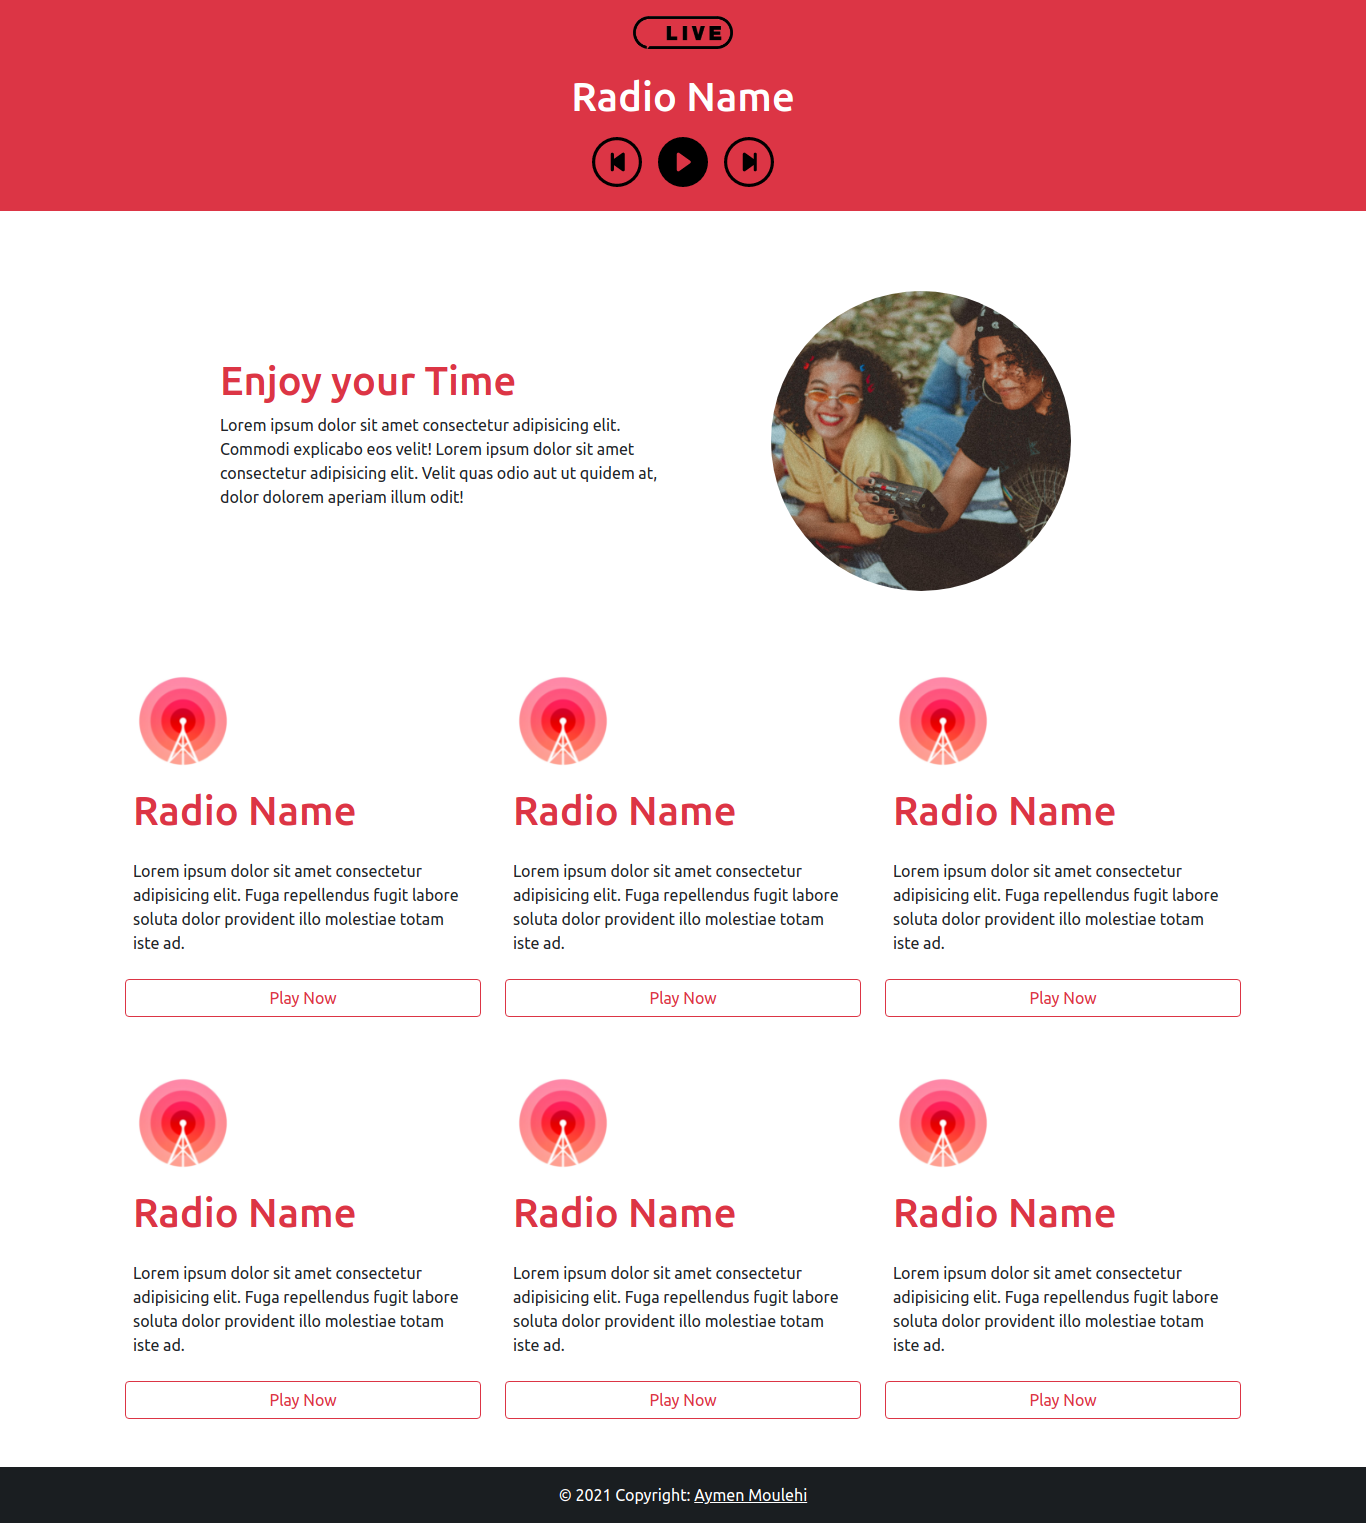 LIVE
Radio Name
Enjoy your Time
Lorem ipsum dolor sit amet consectetur adipisicing elit.
Commodi explicabo eos velit! Lorem ipsum dolor sit amet
consectetur adipisicing elit. Velit quas odio aut ut quidem at,
dolor dolorem aperiam illum odit!
Radio Name
Lorem ipsum dolor sit amet consectetur
adipisicing elit. Fuga repellendus fugit labore
soluta dolor provident illo molestiae totam
iste ad.
Play Now
Radio Name
Lorem ipsum dolor sit amet consectetur
adipisicing elit. Fuga repellendus fugit labore
soluta dolor provident illo molestiae totam
iste ad.
Play Now
Radio Name
Lorem ipsum dolor sit amet consectetur
adipisicing elit. Fuga repellendus fugit labore
soluta dolor provident illo molestiae totam
iste ad.
Play Now
Radio Name
Lorem ipsum dolor sit amet consectetur
adipisicing elit. Fuga repellendus fugit labore
soluta dolor provident illo molestiae totam
iste ad.
Play Now
Radio Name
Lorem ipsum dolor sit amet consectetur
adipisicing elit. Fuga repellendus fugit labore
soluta dolor provident illo molestiae totam
iste ad.
Play Now
Radio Name
Lorem ipsum dolor sit amet consectetur
adipisicing elit. Fuga repellendus fugit labore
soluta dolor provident illo molestiae totam
iste ad.
Play Now
© 2021 Copyright: Aymen Moulehi